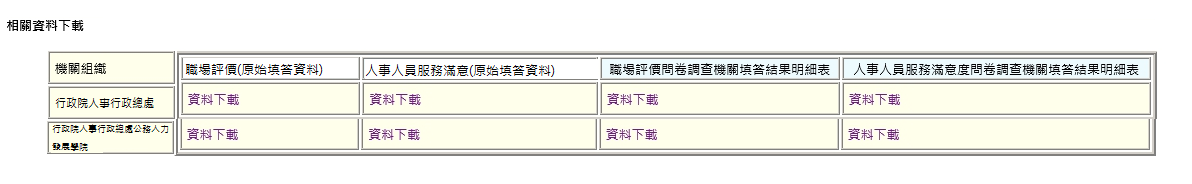 相關資料下載
機關組織 職場評價(原始填答資料) 人事人員服務滿意(原始填答資料) 職場評價問卷調查機關填答結果明細表 人事人員服務滿意度問卷調查機關填答結果明細表
行政院人事行政總處 資料下載 資料下載 資料下載 資料下載
行政院人事行政總處公務人力
發展學院 資料下載 資料下載 資料下載 資料下載